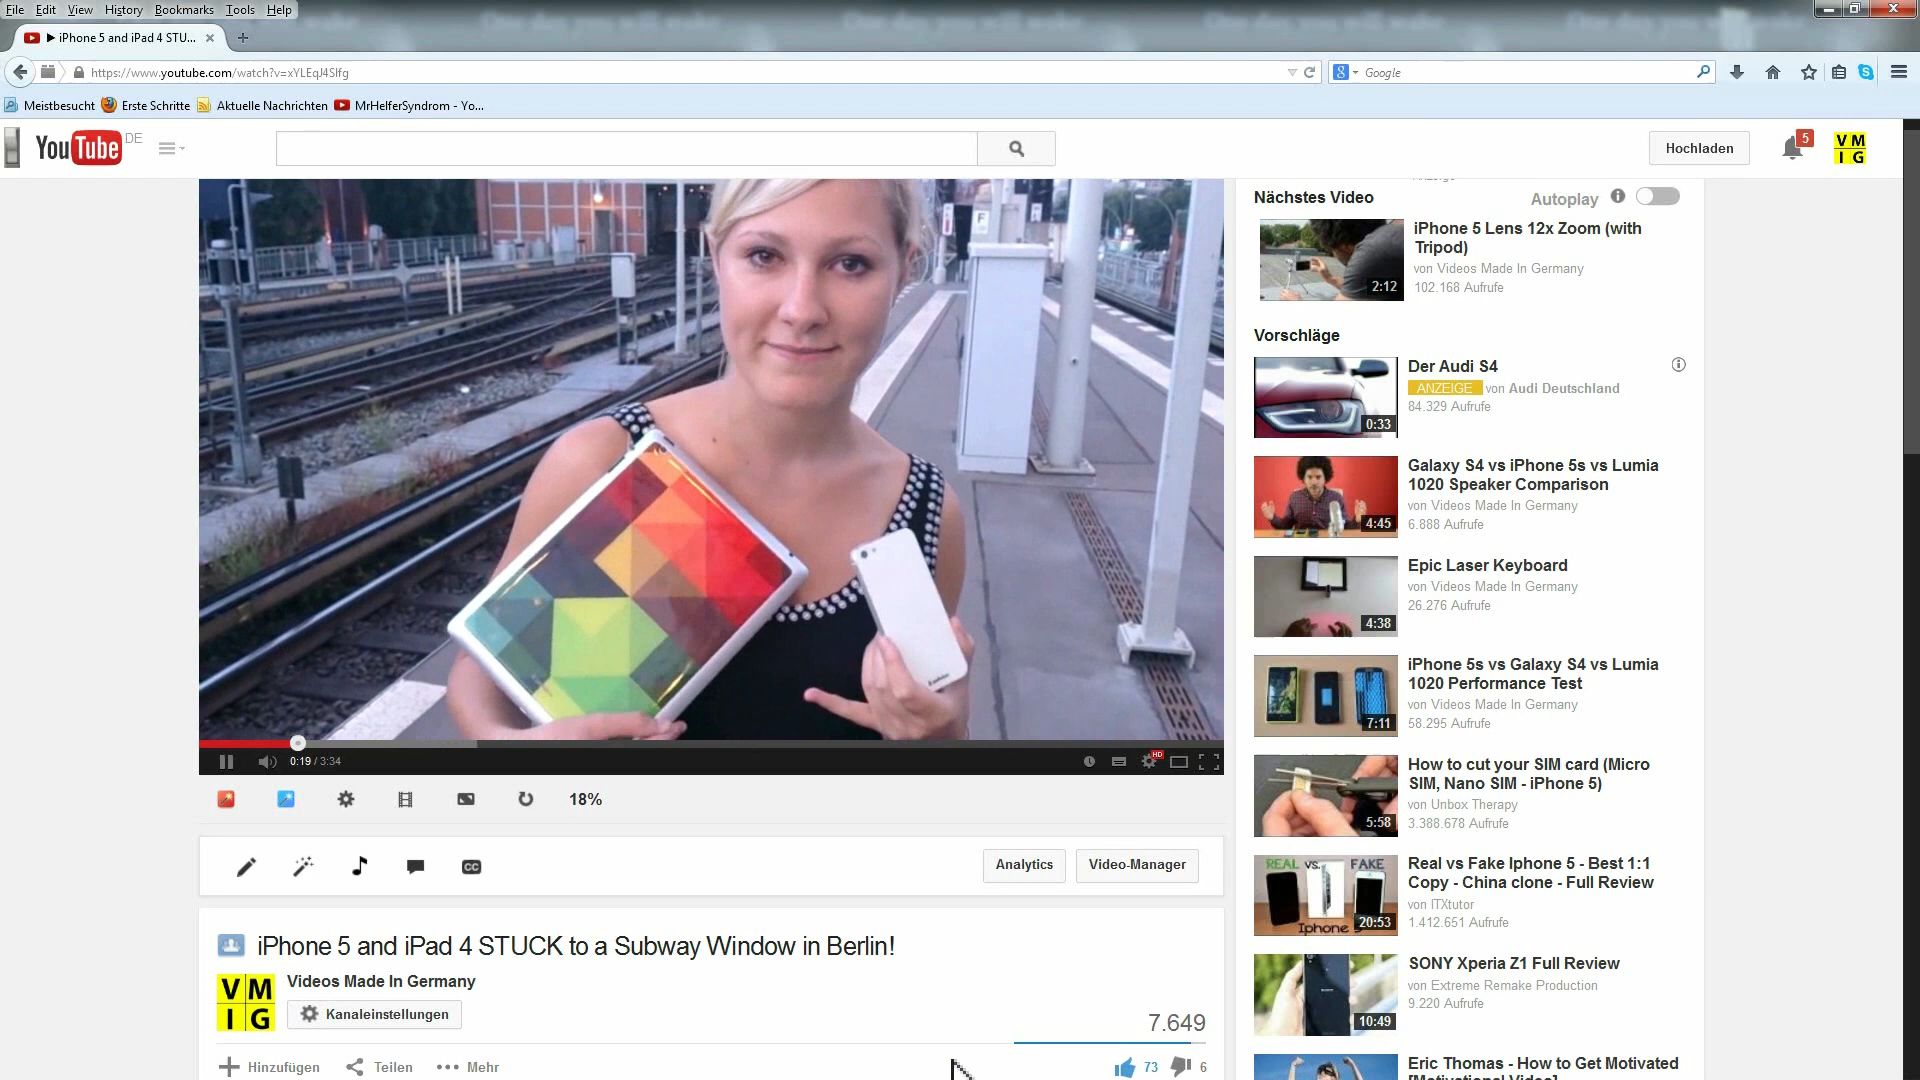 File Edit View History Bookmarks Tools Help
▶ iPhone 5 and iPad 4 STU...
https://www.youtube.com/watch?v=xYLEqJ4SIfg
Google
Meistbesucht Erste Schritte Aktuelle Nachrichten MrHelferSyndrom - Yo...
YouTube DE
Hochladen
5
VM
IG
Nächstes Video
Autoplay
iPhone 5 Lens 12x Zoom (with
Tripod)
von Videos Made In Germany
102.168 Aufrufe
2:12
Vorschläge
Der Audi S4
ANZEIGE von Audi Deutschland
84.329 Aufrufe
0:33
Galaxy S4 vs iPhone 5s vs Lumia
1020 Speaker Comparison
von Videos Made In Germany
6.888 Aufrufe
4:45
Epic Laser Keyboard
von Videos Made In Germany
26.276 Aufrufe
4:38
iPhone 5s vs Galaxy S4 vs Lumia
1020 Performance Test
von Videos Made In Germany
58.295 Aufrufe
7:11
How to cut your SIM card (Micro
SIM, Nano SIM - iPhone 5)
von Unbox Therapy
3.388.678 Aufrufe
5:58
REAL vs. FAKE
Iphone 5
20:53
Real vs Fake Iphone 5 - Best 1:1
Copy - China clone - Full Review
von ITXtutor
1.412.651 Aufrufe
SONY Xperia Z1 Full Review
von Extreme Remake Production
9.220 Aufrufe
10:49
Eric Thomas - How to Get Motivated
[Motivational Video]
F
0:19 / 3:34
HD
18%
CC
Analytics
Video-Manager
iPhone 5 and iPad 4 STUCK to a Subway Window in Berlin!
VM
IG
Videos Made In Germany
Kanaleinstellungen
7.649
Hinzufügen Teilen Mehr
73 6